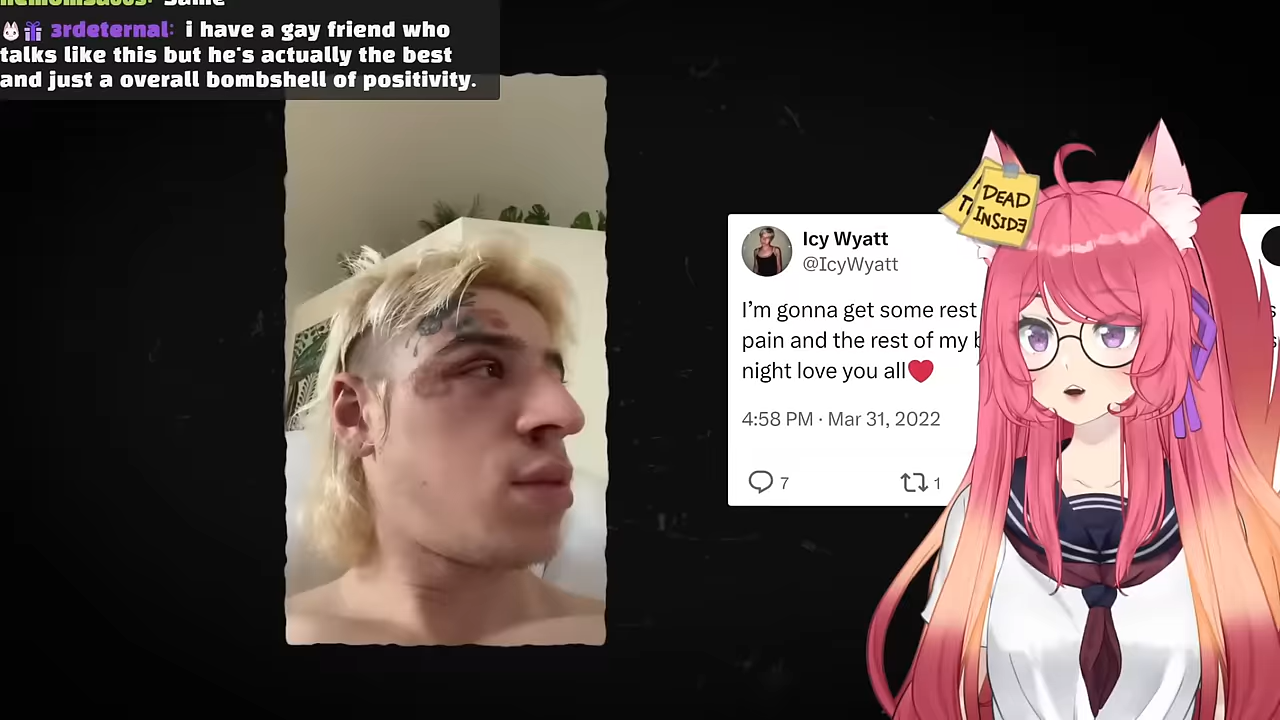 Same
3rdeternal: i have a gay friend who
talks like this but he's actually the best
and just a overall bombshell of positivity.
DEAD
INSIDE
Icy Wyatt
@IcyWyatt
I'm gonna get some rest
pain and the rest of my
night love you all
4:58 PM · Mar 31, 2022
7
1